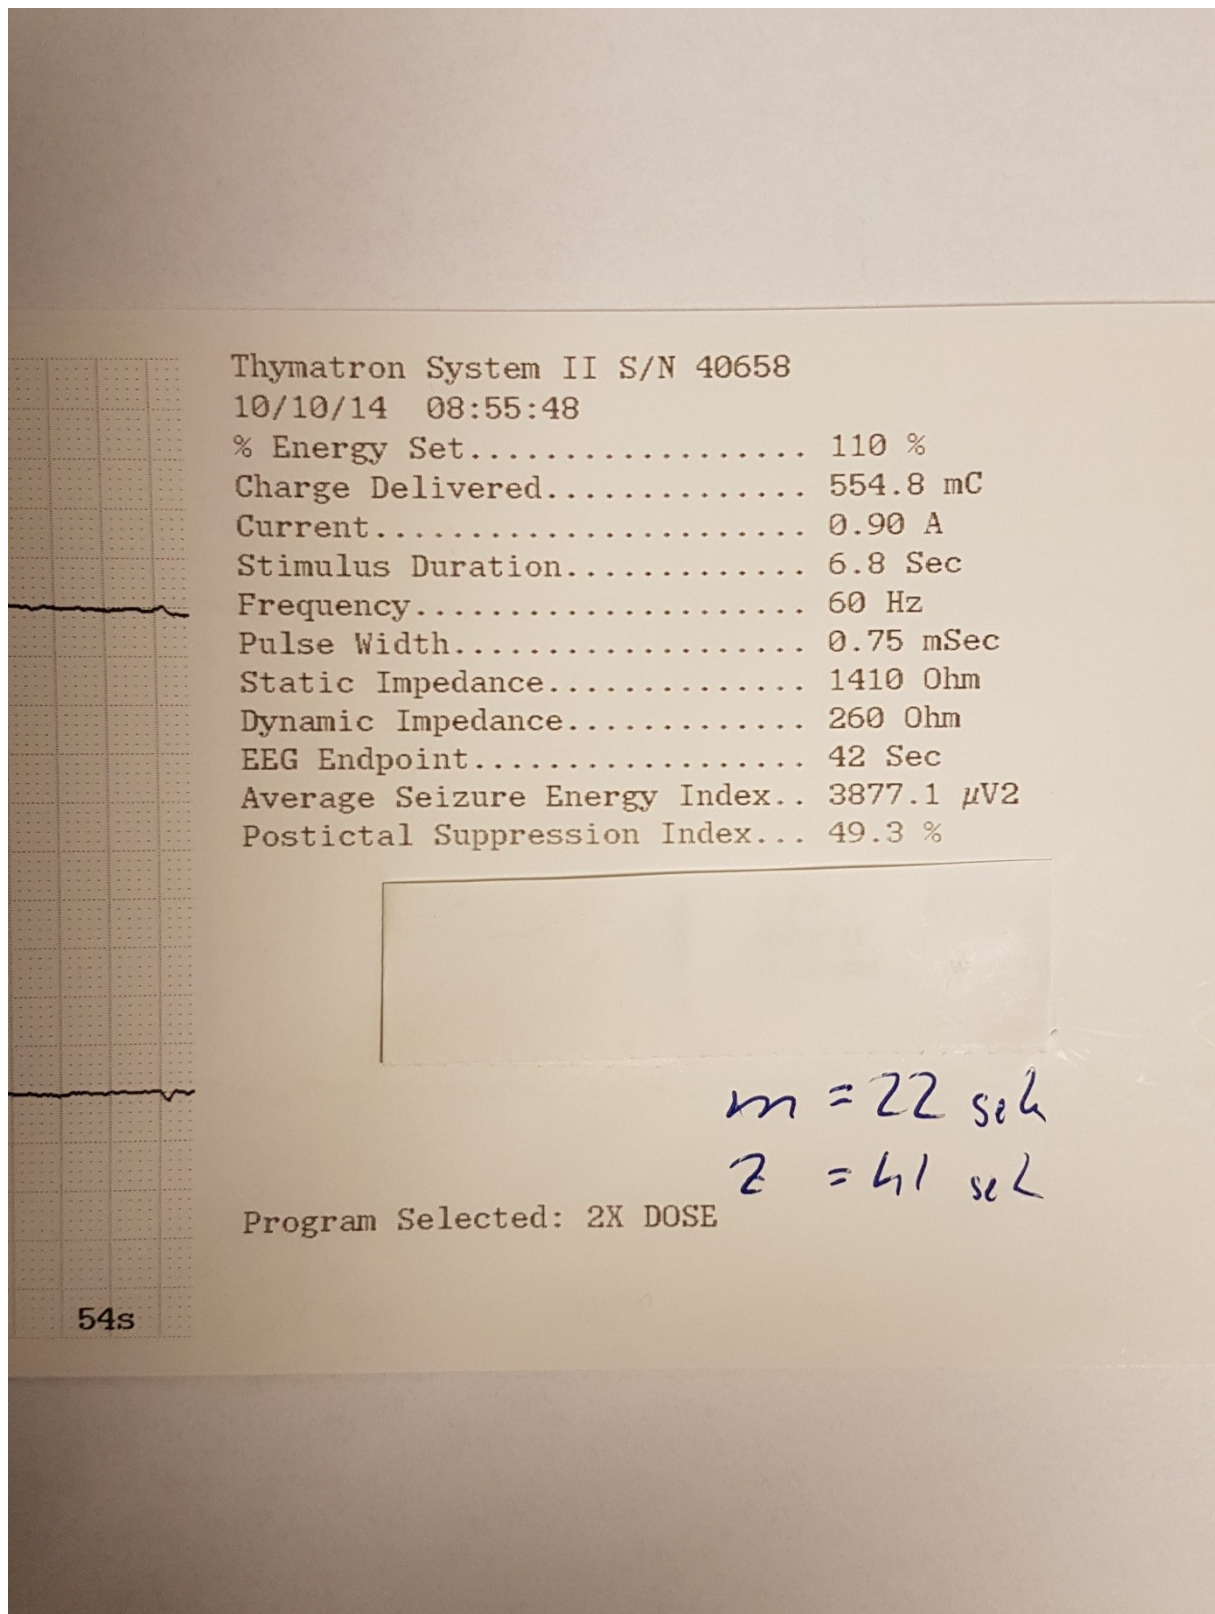 Thymatron System II S/N 40658
10/10/14 08:55:48
% Energy Set.................. 110 %
Charge Delivered.............. 554.8 mC
Current....................... 0.90 A
Stimulus Duration............. 6.8 Sec
Frequency..................... 60 Hz
Pulse Width................... 0.75 mSec
Static Impedance.............. 1410 Ohm
Dynamic Impedance............. 260 Ohm
EEG Endpoint.................. 42 Sec
Average Seizure Energy Index.. 3877.1 µV2
Postictal Suppression Index... 49.3 %
m = 22 sek
Z = 41 sek
Program Selected: 2X DOSE
54s